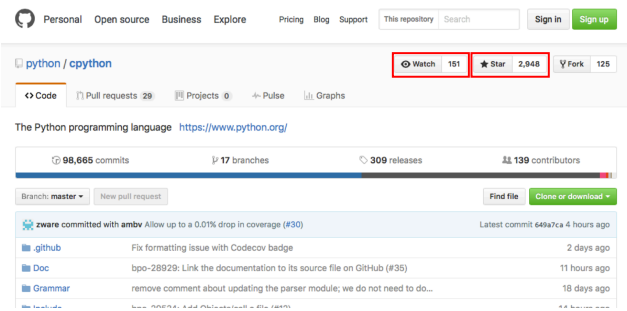 Personal Open source Business Explore Pricing Blog Support This repository Search Sign in Sign up
python / cpython Watch 151 Star 2,948 Fork 125
Code Pull requests 29 Projects 0 Pulse Graphs
The Python programming language https://www.python.org/
98,665 commits 17 branches 309 releases 139 contributors
Branch: master New pull request Find file Clone or download
zware committed with ambv Allow up to a 0.01% drop in coverage (#30) Latest commit 649a7ca 4 hours ago
.github Fix formatting issue with Codecov badge 2 days ago
Doc bpo-28929: Link the documentation to its source file on GitHub (#35) 11 hours ago
Grammar remove comment about updating the parser module; we do not need to do... 18 days ago